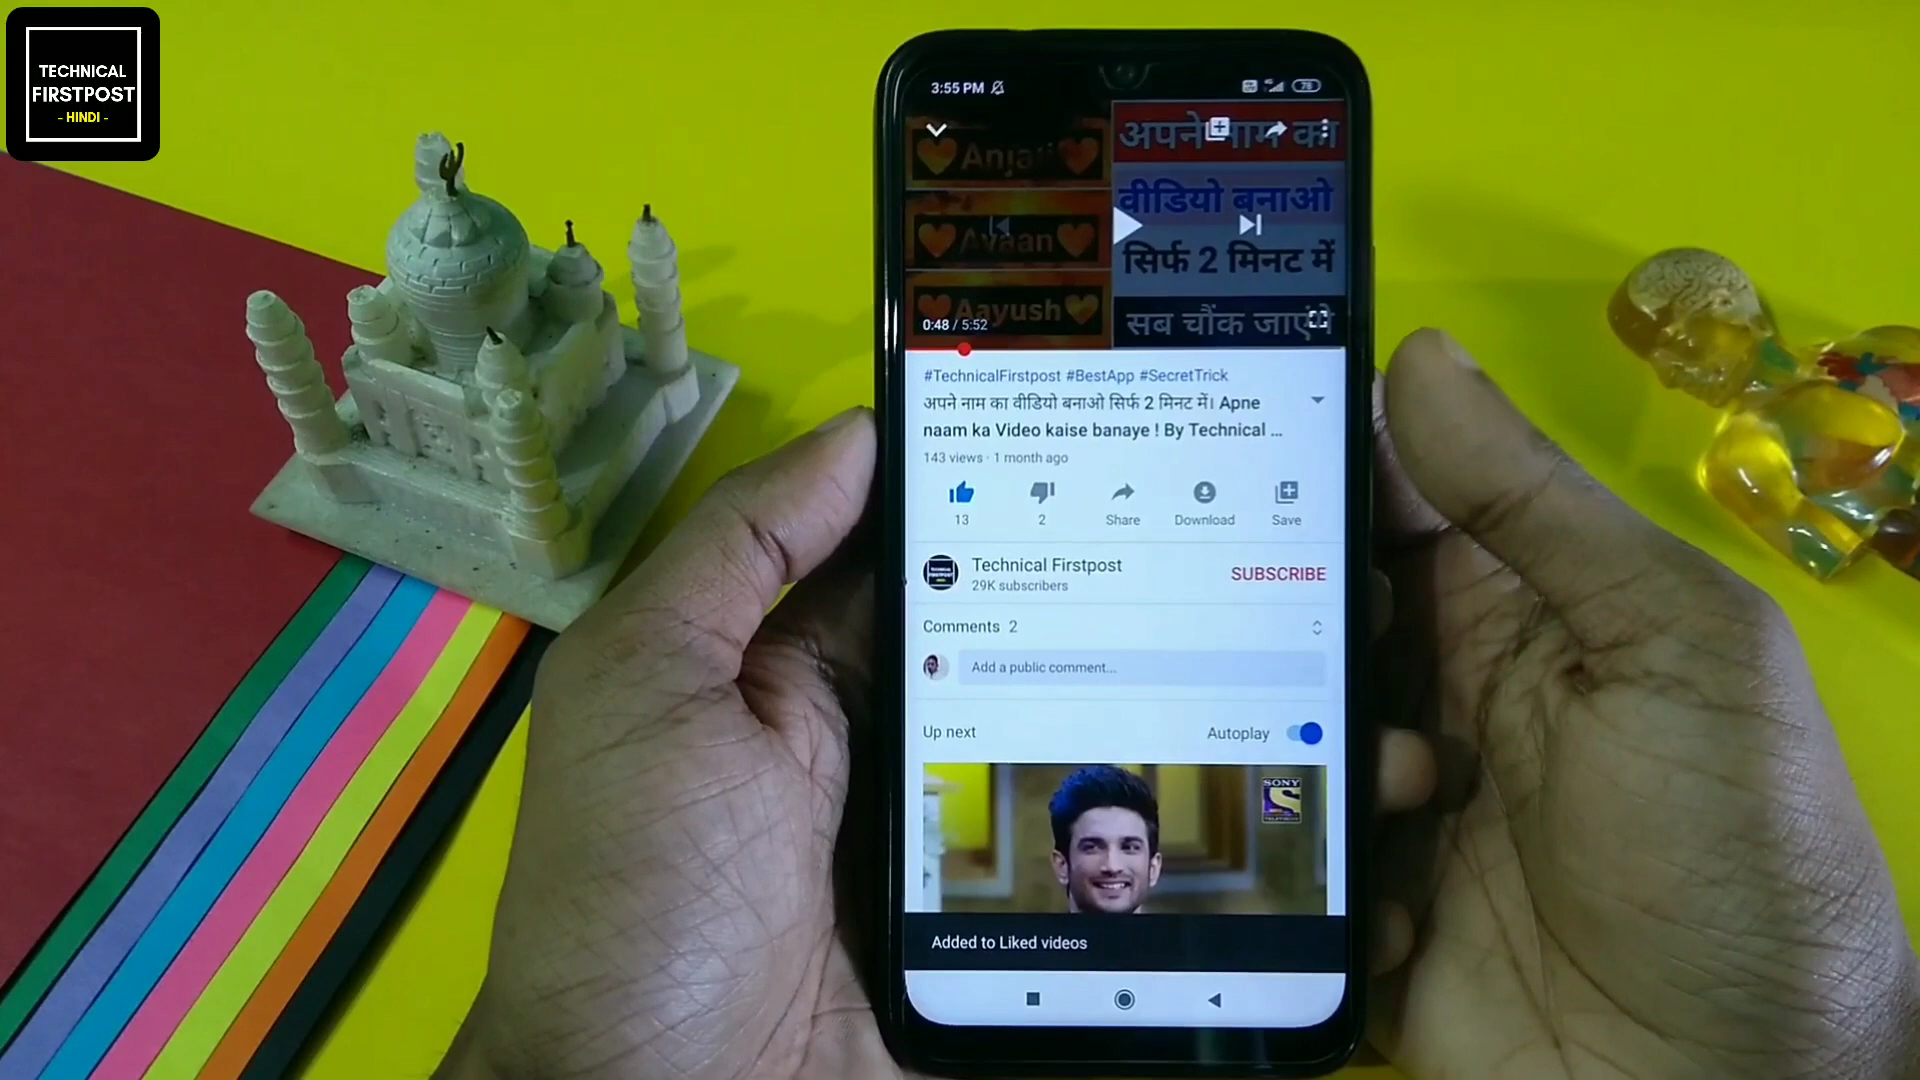 TECHNICAL
FIRSTPOST
- HINDI -
3:55 PM
78
Anjali
Avaan
Aayush
अपने नाम का
वीडियो बनाओ
सिर्फ 2 मिनट में
सब चौंक जाएंगे
0:48 / 5:52
#TechnicalFirstpost #BestApp #SecretTrick
अपने नाम का वीडियो बनाओ सिर्फ 2 मिनट में। Apne
naam ka Video kaise banaye ! By Technical ...
143 views · 1 month ago
13
2
Share
Download
Save
Technical Firstpost
29K subscribers
SUBSCRIBE
Comments 2
Add a public comment...
Up next
Autoplay
SONY
Added to Liked videos